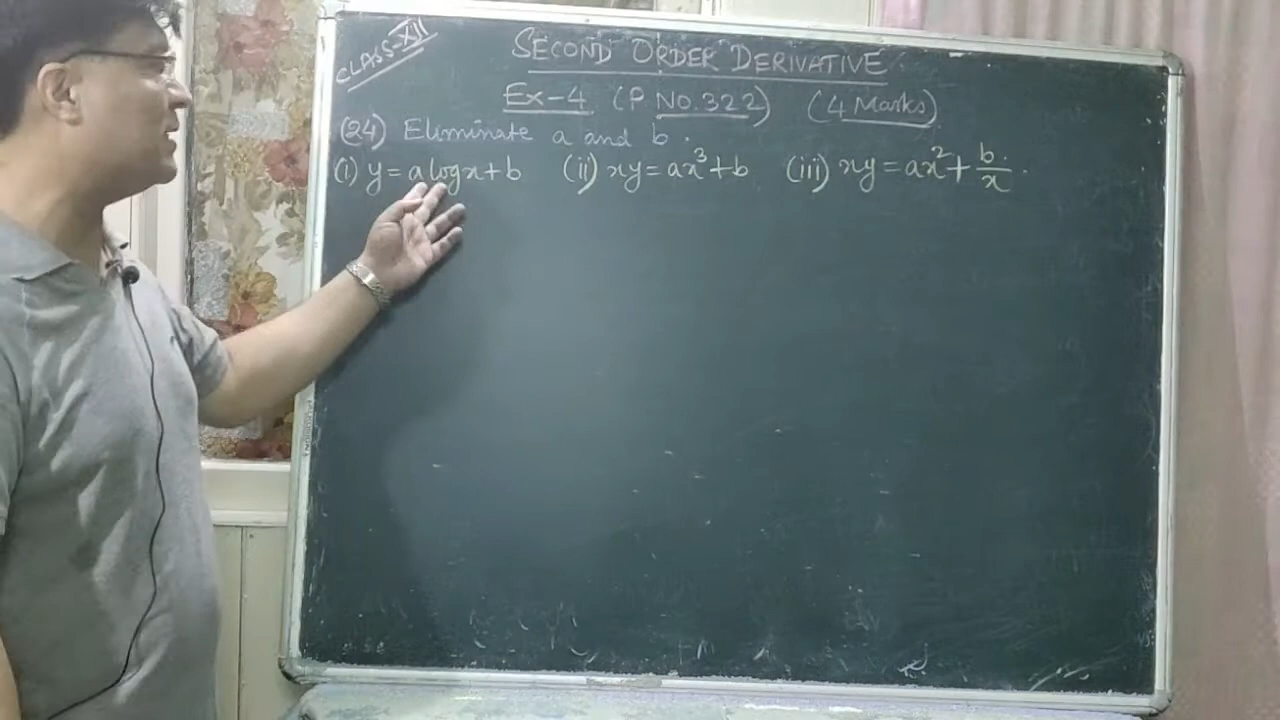 CLASS-XII
SECOND ORDER DERIVATIVE
Ex-4 (P NO.322) (4 Marks)
(24) Eliminate a and b.
(i) y=alogx+b (ii) xy=ax³+b (iii) xy=ax²+b/x.